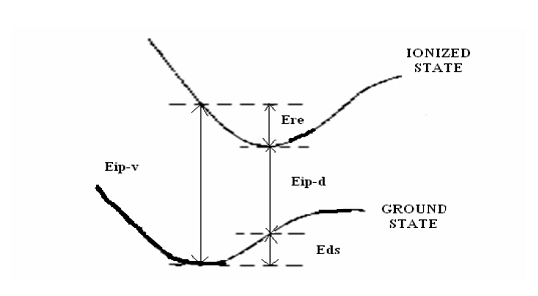 IONIZED
STATE
Ere
Eip-v
Eip-d
GROUND
STATE
Eds